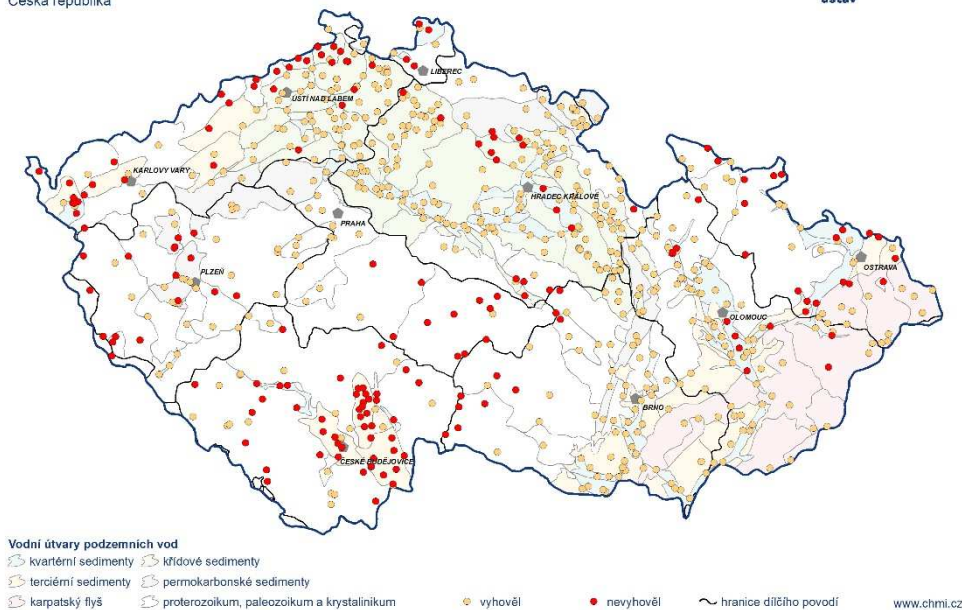 Česká republika
ústav
LIBEREC
ÚSTÍ NAD LABEM
KARLOVY VARY
HRADEC KRÁLOVÉ
PRAHA
PLZEŇ
OSTRAVA
OLOMOUC
BRNO
ČESKÉ BUDĚJOVICE
Vodní útvary podzemních vod
kvartérní sedimenty křídové sedimenty
terciérní sedimenty permokarbonské sedimenty
karpatský flyš proterozoikum, paleozoikum a krystalinikum vyhověl nevyhověl hranice dílčího povodí www.chmi.cz